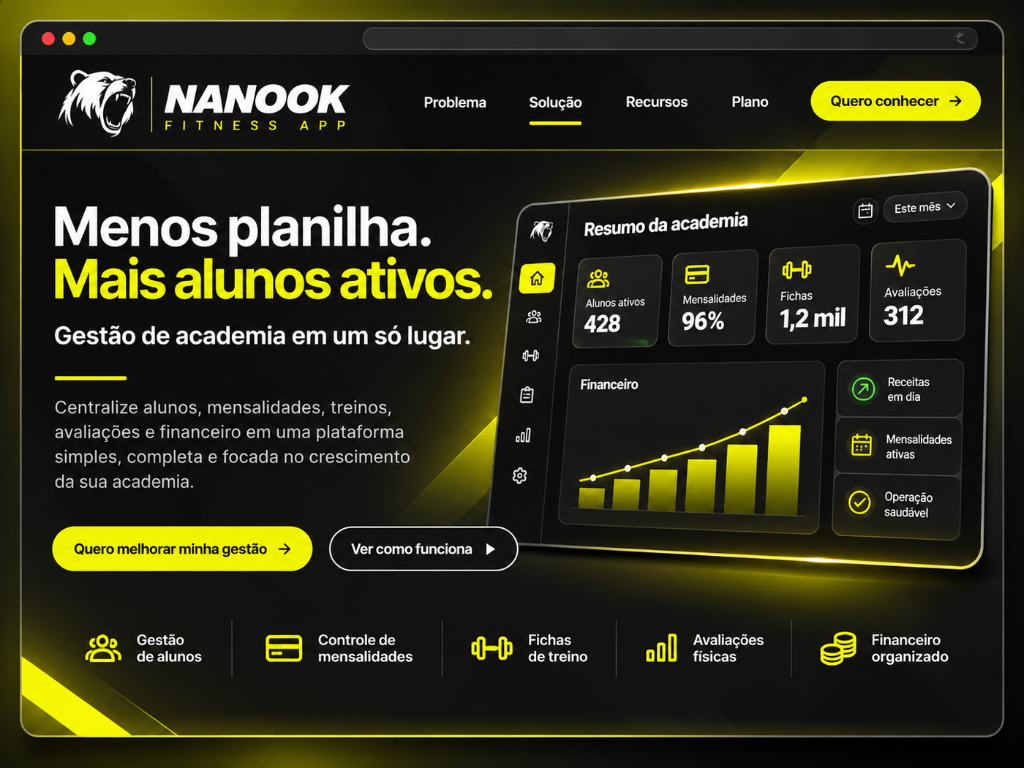 NANOOK
FITNESS APP
Problema
Solução
Recursos
Plano
Quero conhecer →
Menos planilha.
Mais alunos ativos.
Gestão de academia em um só lugar.
Centralize alunos, mensalidades, treinos,
avaliações e financeiro em uma plataforma
simples, completa e focada no crescimento
da sua academia.
Quero melhorar minha gestão →
Ver como funciona
Resumo da academia
Este mês
Alunos ativos
428
Mensalidades
96%
Fichas
1,2 mil
Avaliações
312
Financeiro
Receitas
em dia
Mensalidades
ativas
Operação
saudável
Gestão
de alunos
Controle de
mensalidades
Fichas
de treino
Avaliações
físicas
Financeiro
organizado